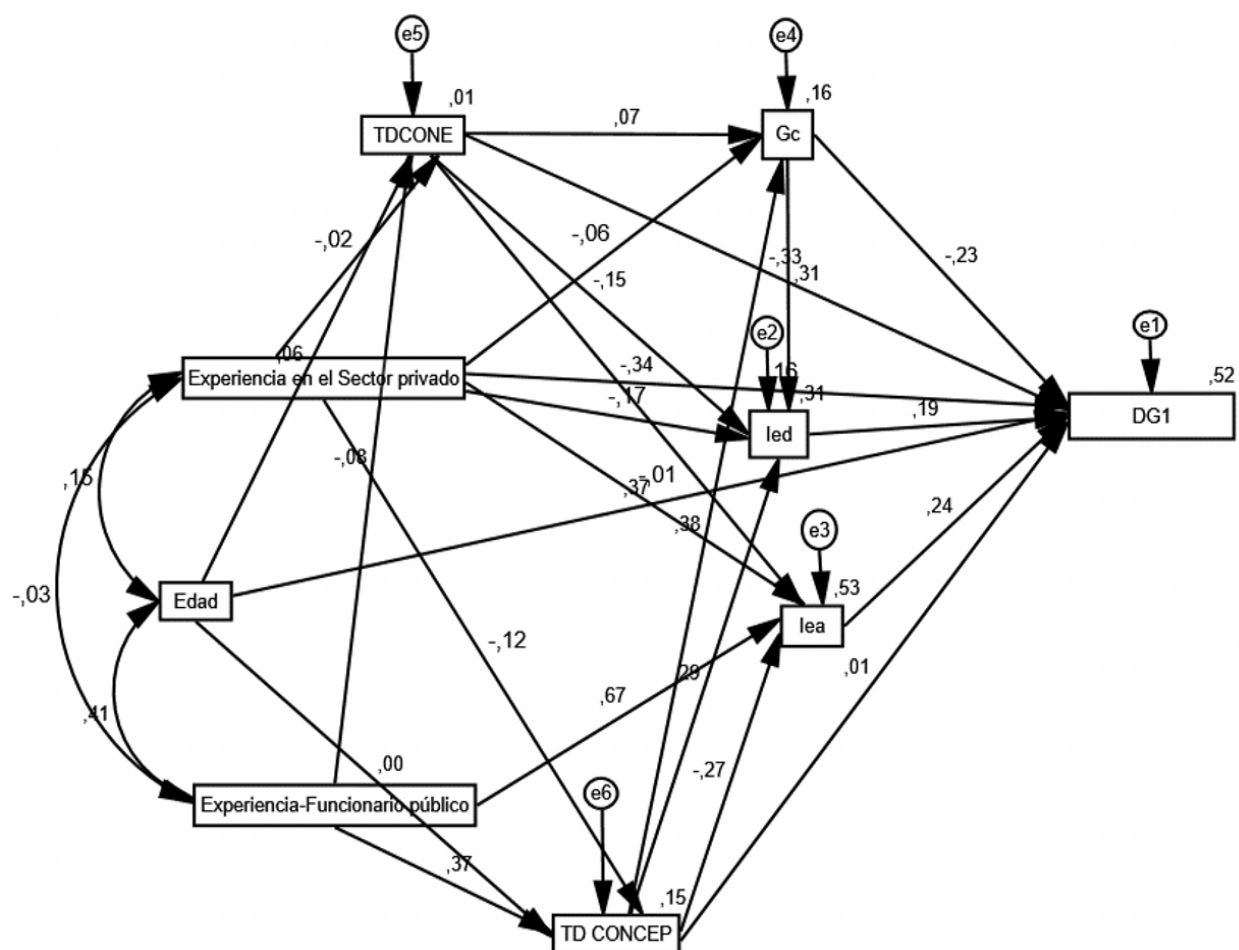 e5
e4
,01
,16
TDCONE
,07
Gc
-,02
-,06
-,15
-,33
,31
-,23
e2
e1
,06
Experiencia en el Sector privado
-,34
,16
,52
-,17
,31
DG1
,19
Ied
-,08
-,01
,15
,37
,38
,24
e3
,53
-,03
Edad
Iea
-,12
,29
,01
,67
,41
,00
-,27
e6
Experiencia-Funcionario público
,37
,15
TD CONCEP